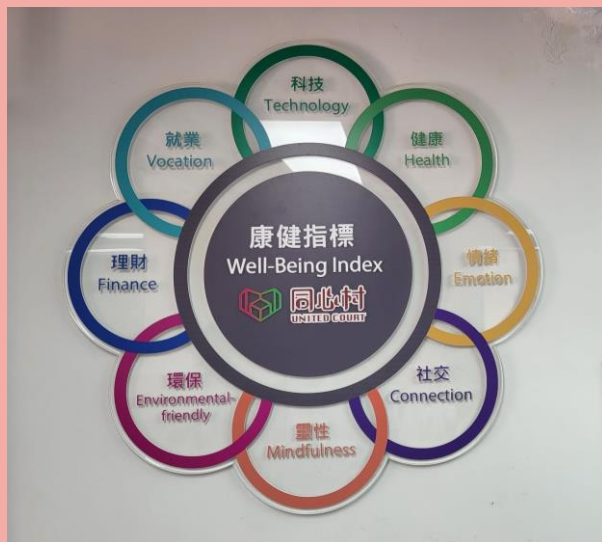 康健指標
Well-Being Index
同心村
UNITED COURT
科技
Technology
健康
Health
情緒
Emotion
社交
Connection
靈性
Mindfulness
環保
Environmental-
friendly
理財
Finance
就業
Vocation